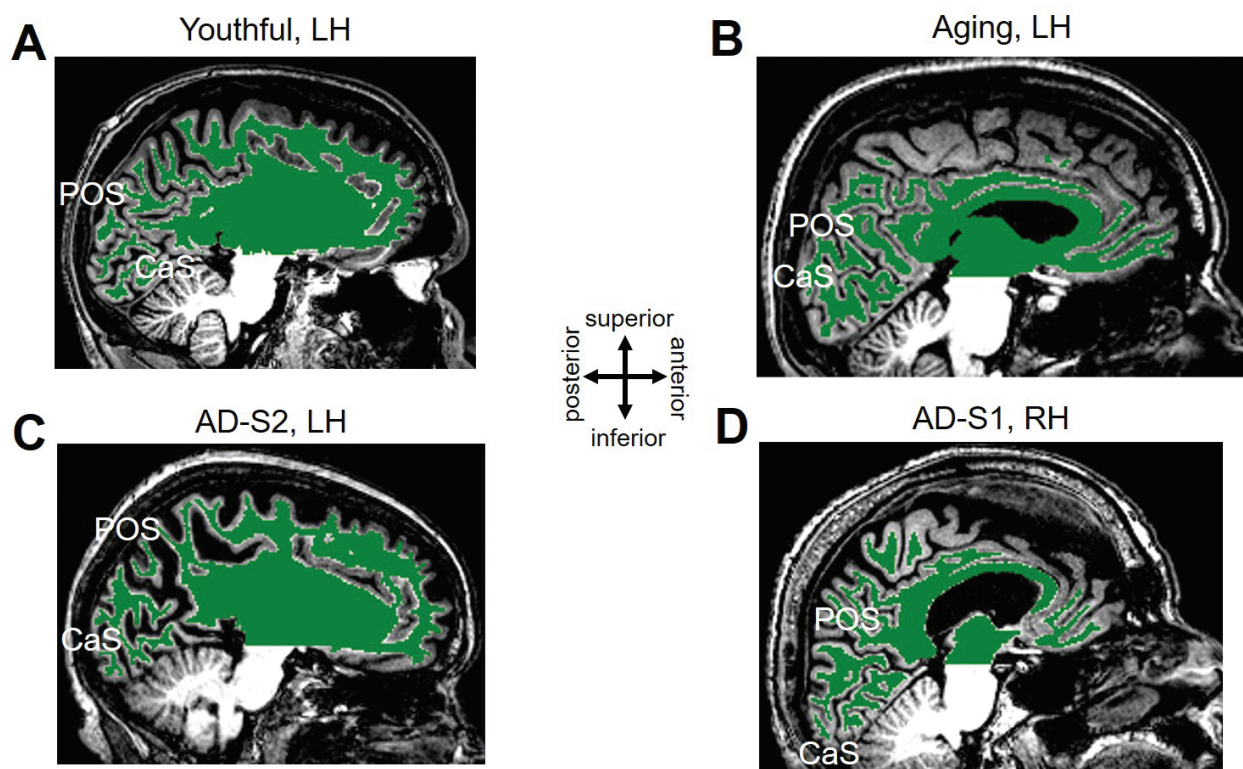 A
Youthful, LH
POS
CaS
B
Aging, LH
POS
CaS
superior
posterior
anterior
inferior
C
AD-S2, LH
POS
CaS
D
AD-S1, RH
POS
CaS